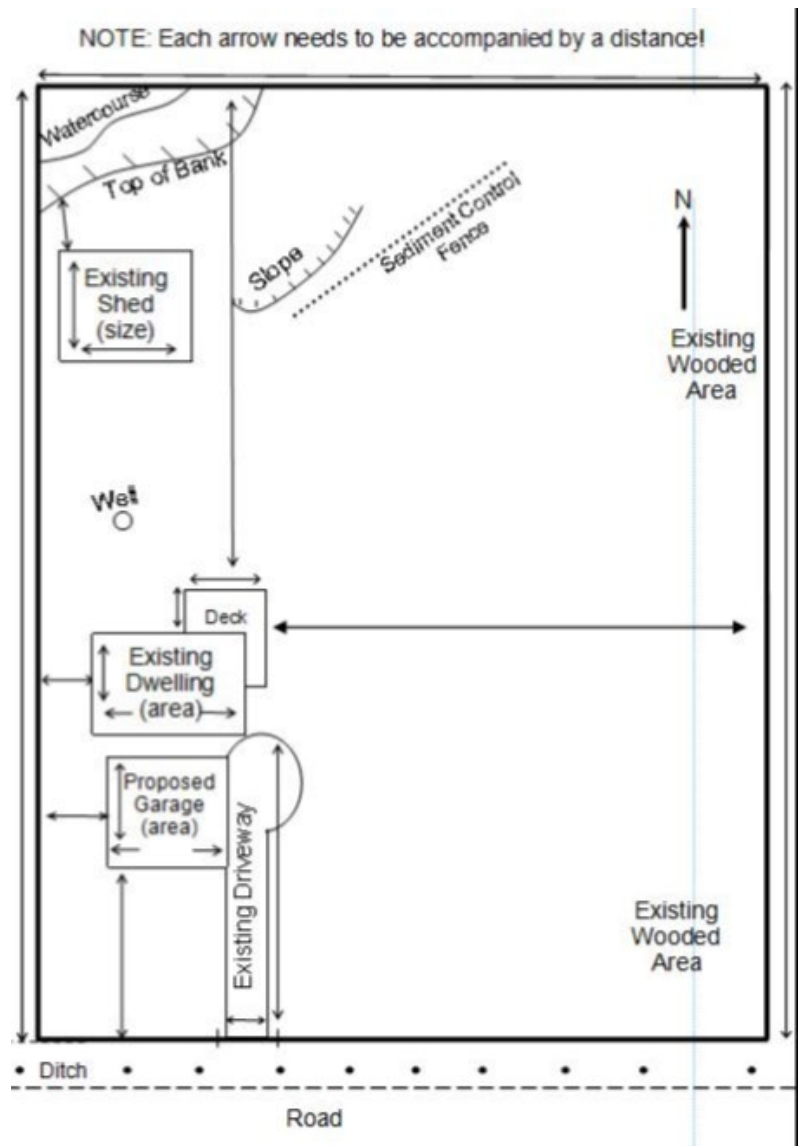 NOTE: Each arrow needs to be accompanied by a distance!
Watercourse
Top of Bank
Slope
Sediment Control
Fence
N
Existing
Shed
(size)
Existing
Wooded
Area
Well
Deck
Existing
Dwelling
(area)
Proposed
Garage
(area)
Existing Driveway
Existing
Wooded
Area
Ditch
Road